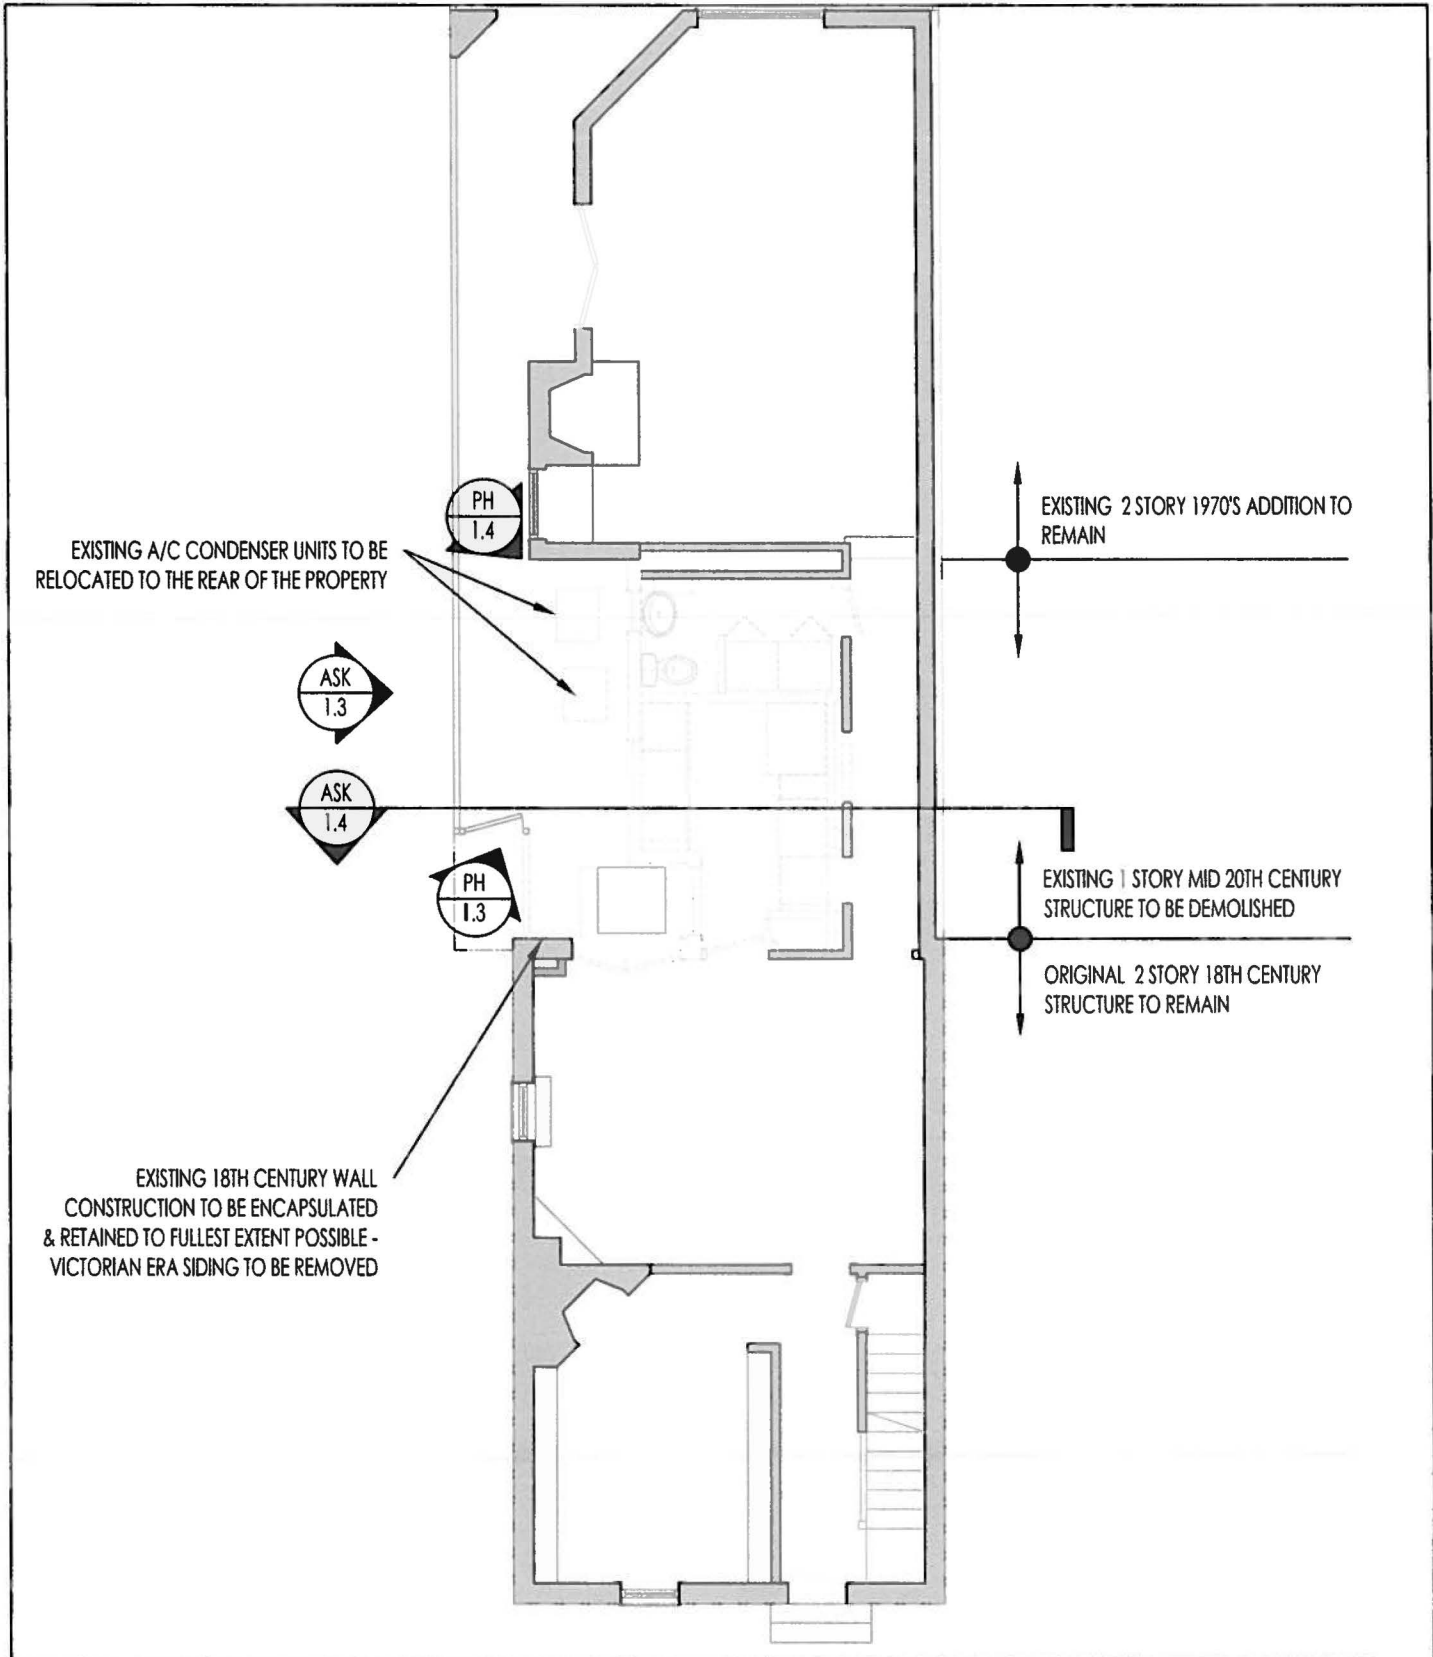 PH
1.4
EXISTING 2 STORY 1970'S ADDITION TO
REMAIN
EXISTING A/C CONDENSER UNITS TO BE
RELOCATED TO THE REAR OF THE PROPERTY
ASK
1.3
ASK
1.4
PH
1.3
EXISTING 1 STORY MID 20TH CENTURY
STRUCTURE TO BE DEMOLISHED
ORIGINAL 2 STORY 18TH CENTURY
STRUCTURE TO REMAIN
EXISTING 18TH CENTURY WALL
CONSTRUCTION TO BE ENCAPSULATED
& RETAINED TO FULLEST EXTENT POSSIBLE -
VICTORIAN ERA SIDING TO BE REMOVED